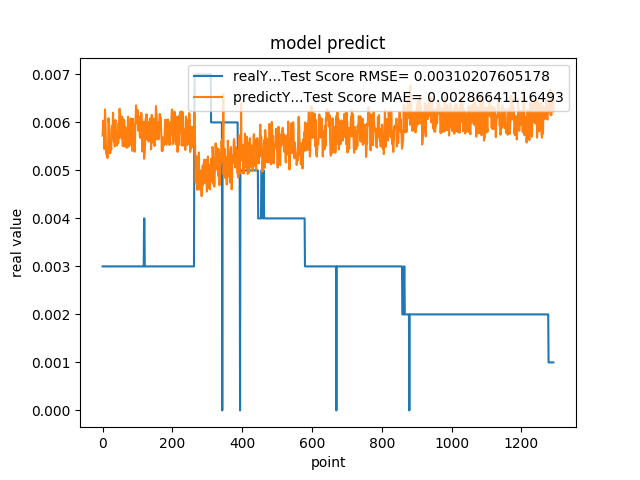 model predict
realY...Test Score RMSE= 0.00310207605178
predictY...Test Score MAE= 0.00286641116493
real value
0.007
0.006
0.005
0.004
0.003
0.002
0.001
0.000
0 200 400 600 800 1000 1200
point